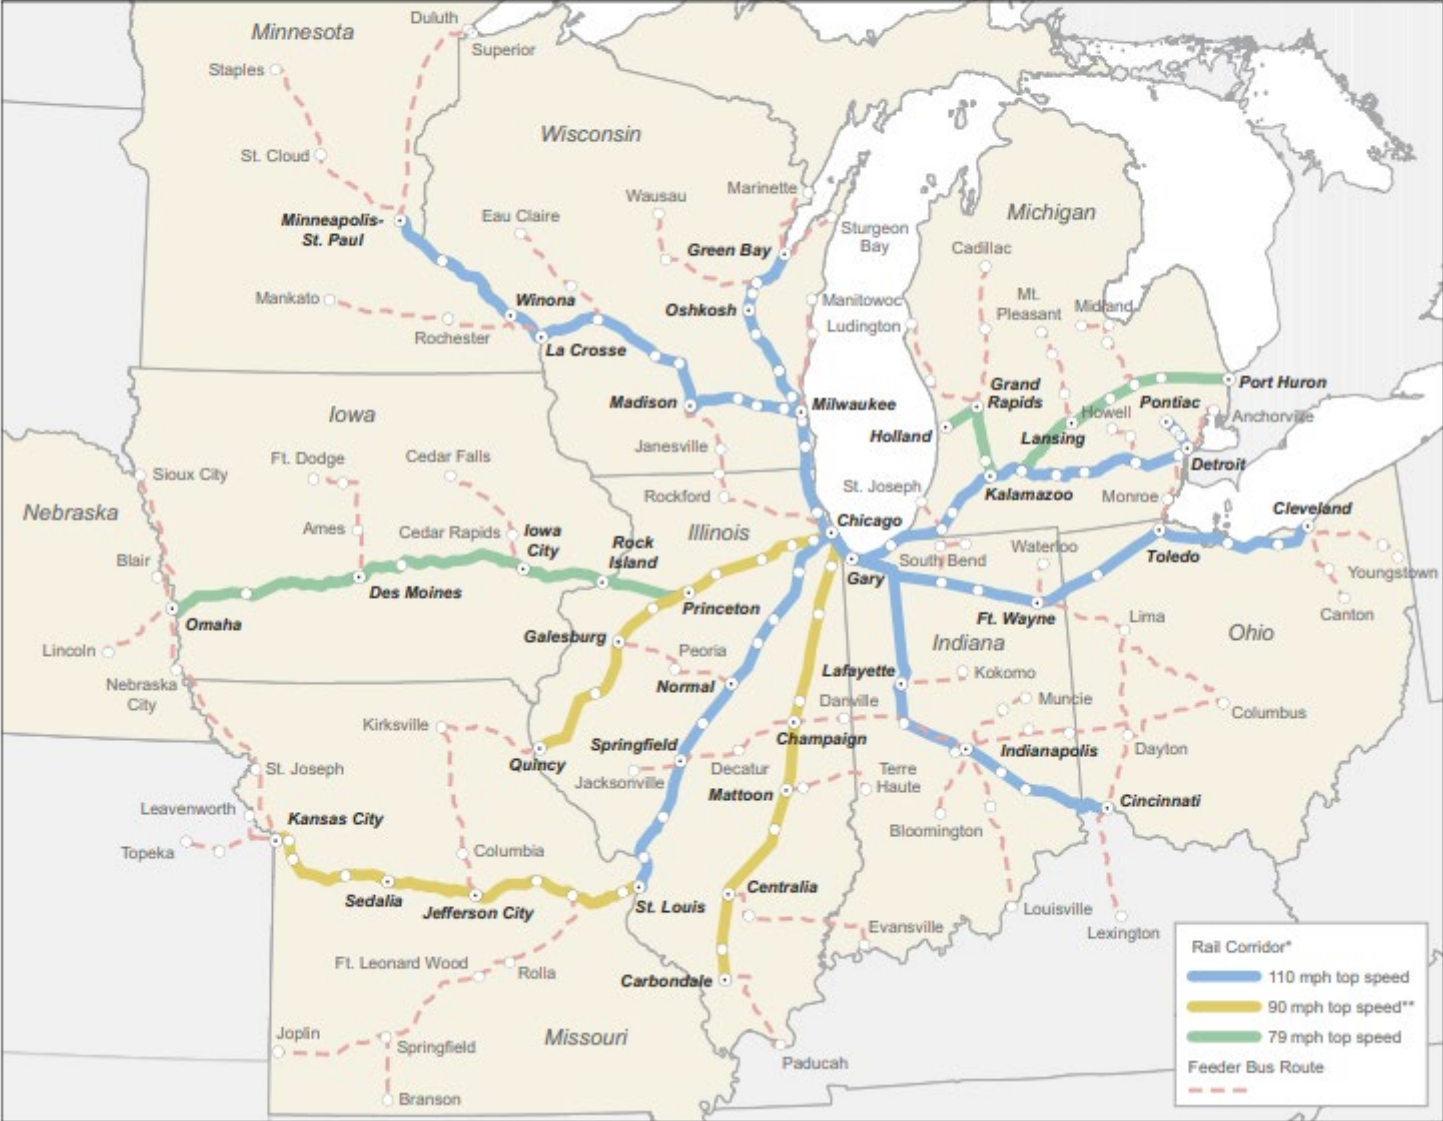 Duluth
Minnesota
Superior
Staples
Wisconsin
St. Cloud
Marinette
Wausau
Michigan
Eau Claire
Minneapolis-
St. Paul
Sturgeon
Bay
Green Bay
Cadillac
Mankato
Winona
Manitowoc
Mt.
Pleasant
Midland
Oshkosh
Ludington
Rochester
La Crosse
Grand
Rapids
Port Huron
Madison
Milwaukee
Pontiac
Iowa
Howell
Anchorville
Holland
Lansing
Janesville
Ft. Dodge
Cedar Falls
Detroit
Sioux City
St. Joseph
Kalamazoo
Rockford
Monroe
Nebraska
Cleveland
Chicago
Ames
Cedar Rapids
Iowa
City
Illinois
Rock
Island
Waterloo
Blair
South Bend
Toledo
Gary
Youngstown
Des Moines
Princeton
Canton
Ft. Wayne
Lima
Omaha
Galesburg
Indiana
Ohio
Lincoln
Peoria
Lafayette
Kokomo
Nebraska
City
Normal
Danville
Muncie
Columbus
Kirksville
Champaign
Springfield
Indianapolis
Dayton
Quincy
St. Joseph
Jacksonville
Decatur
Terre
Haute
Mattoon
Leavenworth
Kansas City
Cincinnati
Bloomington
Topeka
Columbia
Centralia
Sedalia
Jefferson City
St. Louis
Louisville
Evansville
Lexington
Ft. Leonard Wood
Rolla
Carbondale
Joplin
Springfield
Missouri
Paducah
Branson
Rail Corridor*
110 mph top speed
90 mph top speed**
79 mph top speed
Feeder Bus Route